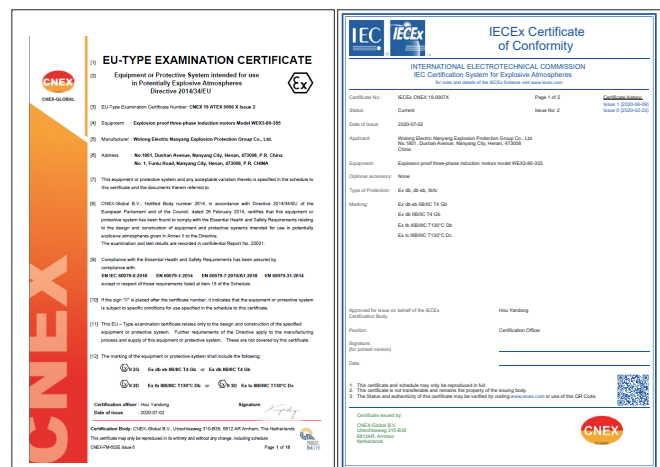 CNEX
CNEX-GLOBAL
CNEX
[1] EU-TYPE EXAMINATION CERTIFICATE
[2] Equipment or Protective System intended for use
in Potentially Explosive Atmospheres
Directive 2014/34/EU
[3] EU-Type Examination Certificate Number: CNEX 19 ATEX 0006 X Issue 2
[4] Equipment : Explosion proof three-phase induction motors Model WEX3-80-355
[5] Manufacturer : Wolong Electric Nanyang Explosion Protection Group Co., Ltd.
[6] Address : No.1801, Dushan Avenue, Nanyang City, Henan, 473008, P.R. China
No. 1, Funiu Road, Nanyang City, Henan, 473008, P.R. CHINA
[7] This equipment or protective system and any acceptable variation thereto is specified in the schedule to
this certificate and the documents therein referred to.
[8] CNEX-Global B.V., Notified Body number 2014, in accordance with Directive 2014/34/EU of the
European Parliament and of the Council, dated 26 February 2014, certifies that this equipment or
protective system has been found to comply with the Essential Health and Safety Requirements relating
to the design and construction of equipment and protective systems intended for use in potentially
explosive atmospheres given in Annex II to the Directive.
The examination and test results are recorded in confidential Report No. 20031.
[9] Compliance with the Essential Health and Safety Requirements has been assured by
compliance with:
EN IEC 60079-0:2018 EN 60079-1:2014 EN 60079-7:2015/A1:2018 EN 60079-31:2014
except in respect of those requirements listed at item 18 of the Schedule.
[10] If the sign "X" is placed after the certificate number, it indicates that the equipment or protective system
is subject to specific conditions for use specified in the schedule to this certificate.
[11] This EU – Type examination certificate relates only to the design and construction of the specified
equipment or protective system. Further requirements of the Directive apply to the manufacturing
process and supply of this equipment or protective system. These are not covered by this certificate.
[12] The marking of the equipment or protective system shall include the following:
II 2G Ex db eb IIB/IIC T4 Gb or Ex db IIB/IIC T4 Gb
II 2D Ex tb IIIB/IIIC T130°C Db or II 3D Ex tc IIIB/IIIC T130°C Dc
Certification officer : Hou Yandong Signature:
Date of issue : 2020-07-02
Certification Body: CNEX-Global B.V., Utrechtseweg 310-B38, 6812 AR Arnhem, The Netherlands
This certificate may only be reproduced in its entirety and without any change, including schedule
CNEX-FM-003E Issue 6 Page 1 of 18
IEC IECEx
IECEx Certificate
of Conformity
INTERNATIONAL ELECTROTECHNICAL COMMISSION
IEC Certification System for Explosive Atmospheres
for rules and details of the IECEx Scheme visit www.iecex.com
Certificate No.: IECEx CNEX 19.0007X Page 1 of 5 Certificate history:
Issue 1 (2020-06-09)
Status: Current Issue No: 2 Issue 0 (2020-02-23)
Date of Issue: 2020-07-02
Applicant: Wolong Electric Nanyang Explosion Protection Group Co., Ltd.
No.1801, Dushan Avenue, Nanyang City, Henan, 473008
China
Equipment: Explosion proof three-phase induction motors model WEX3-80-355
Optional accessory: None
Type of Protection: Ex db, db eb, tb/tc
Marking: Ex db eb IIB/IIC T4 Gb
Ex db IIB/IIC T4 Gb
Ex tb IIIB/IIIC T130°C Db
Ex tc IIIB/IIIC T130°C Dc
Approved for issue on behalf of the IECEx Hou Yandong
Certification Body:
Position: Certification Officer
Signature:
(for printed version)
Date:
1. This certificate and schedule may only be reproduced in full.
2. This certificate is not transferable and remains the property of the issuing body.
3. The Status and authenticity of this certificate may be verified by visiting www.iecex.com or use of this QR Code.
Certificate issued by:
CNEX-Global B.V.
Utrechtseweg 310-B38
6812AR, Arnhem
Netherlands
CNEX